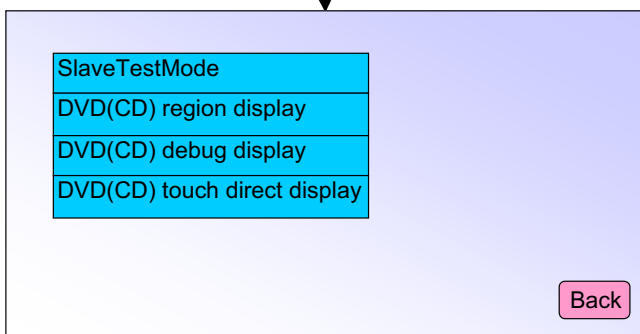 SlaveTestMode
DVD(CD) region display
DVD(CD) debug display
DVD(CD) touch direct display
Back